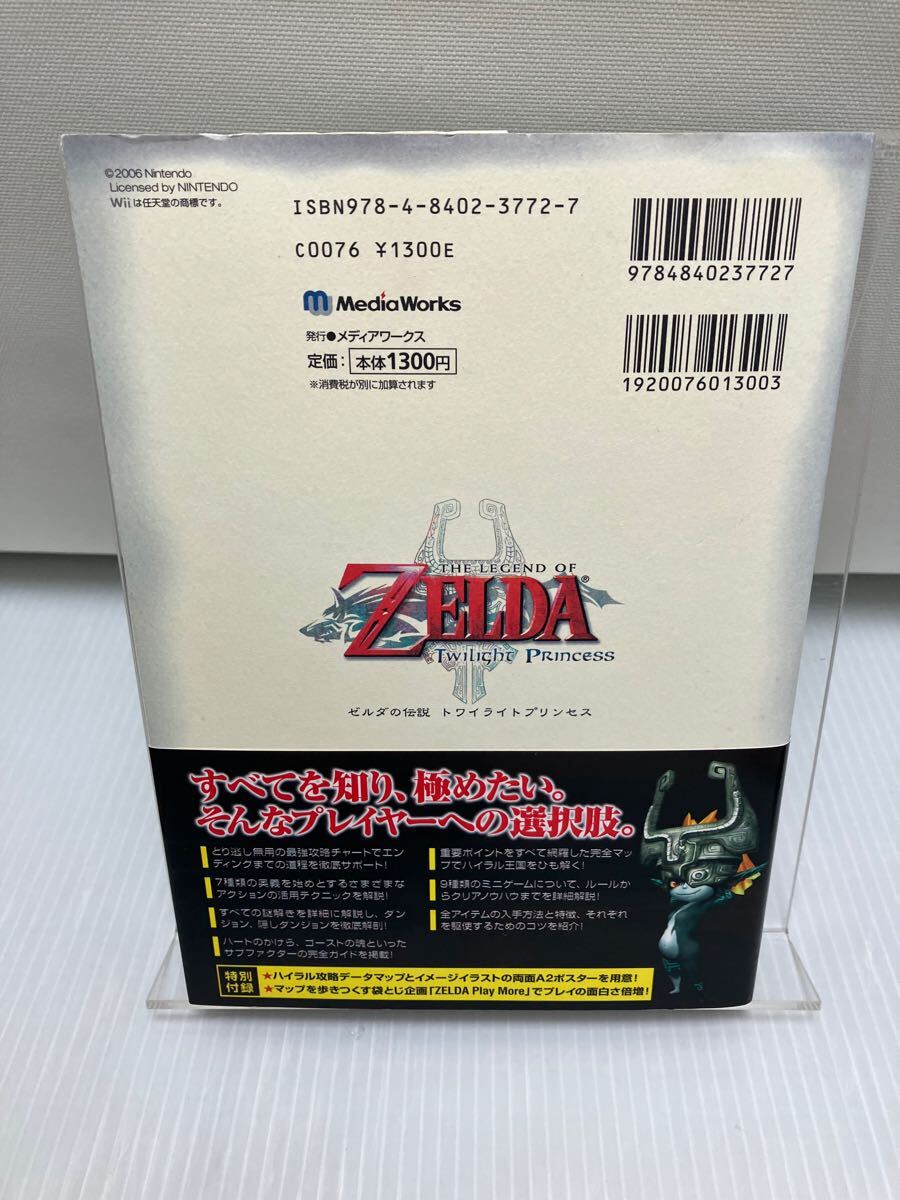 ©2006 Nintendo
Licensed by NINTENDO
Wiiは任天堂の商標です。
ISBN978-4-8402-3772-7
C0076 ¥1300E
9784840237727
MediaWorks
発行●メディアワークス
定価：本体1300円
※消費税が別に加算されます
1920076013003
THE LEGEND OF
ZELDA®
Twilight Princess
ゼルダの伝説 トワイライトプリンセス
すべてを知り、極めたい。
そんなプレイヤーへの選択肢。
とり逃し無用の最強攻略チャートでエン
ディングまでの道程を徹底サポート!
7種類の奥義を始めとするさまざまな
アクションの活用テクニックを解説!
すべての謎解きを詳細に解説し、ダン
ジョン、隠しダンジョンを徹底解剖!
ハートのかけら、ゴーストの魂といった
サブファクターの完全ガイドを掲載!
重要ポイントをすべて網羅した完全マッ
プでハイラル王国をひも解く!
9種類のミニゲームについて、ルールか
らクリアノウハウまでを詳細解説!
全アイテムの入手方法と特徴、それぞれ
を駆使するためのコツを紹介!
特別
付録
★ハイラル攻略データマップとイメージイラストの両面A2ポスターを用意!
★マップを歩きつくす袋とじ企画「ZELDA Play More」でプレイの面白さ倍増!